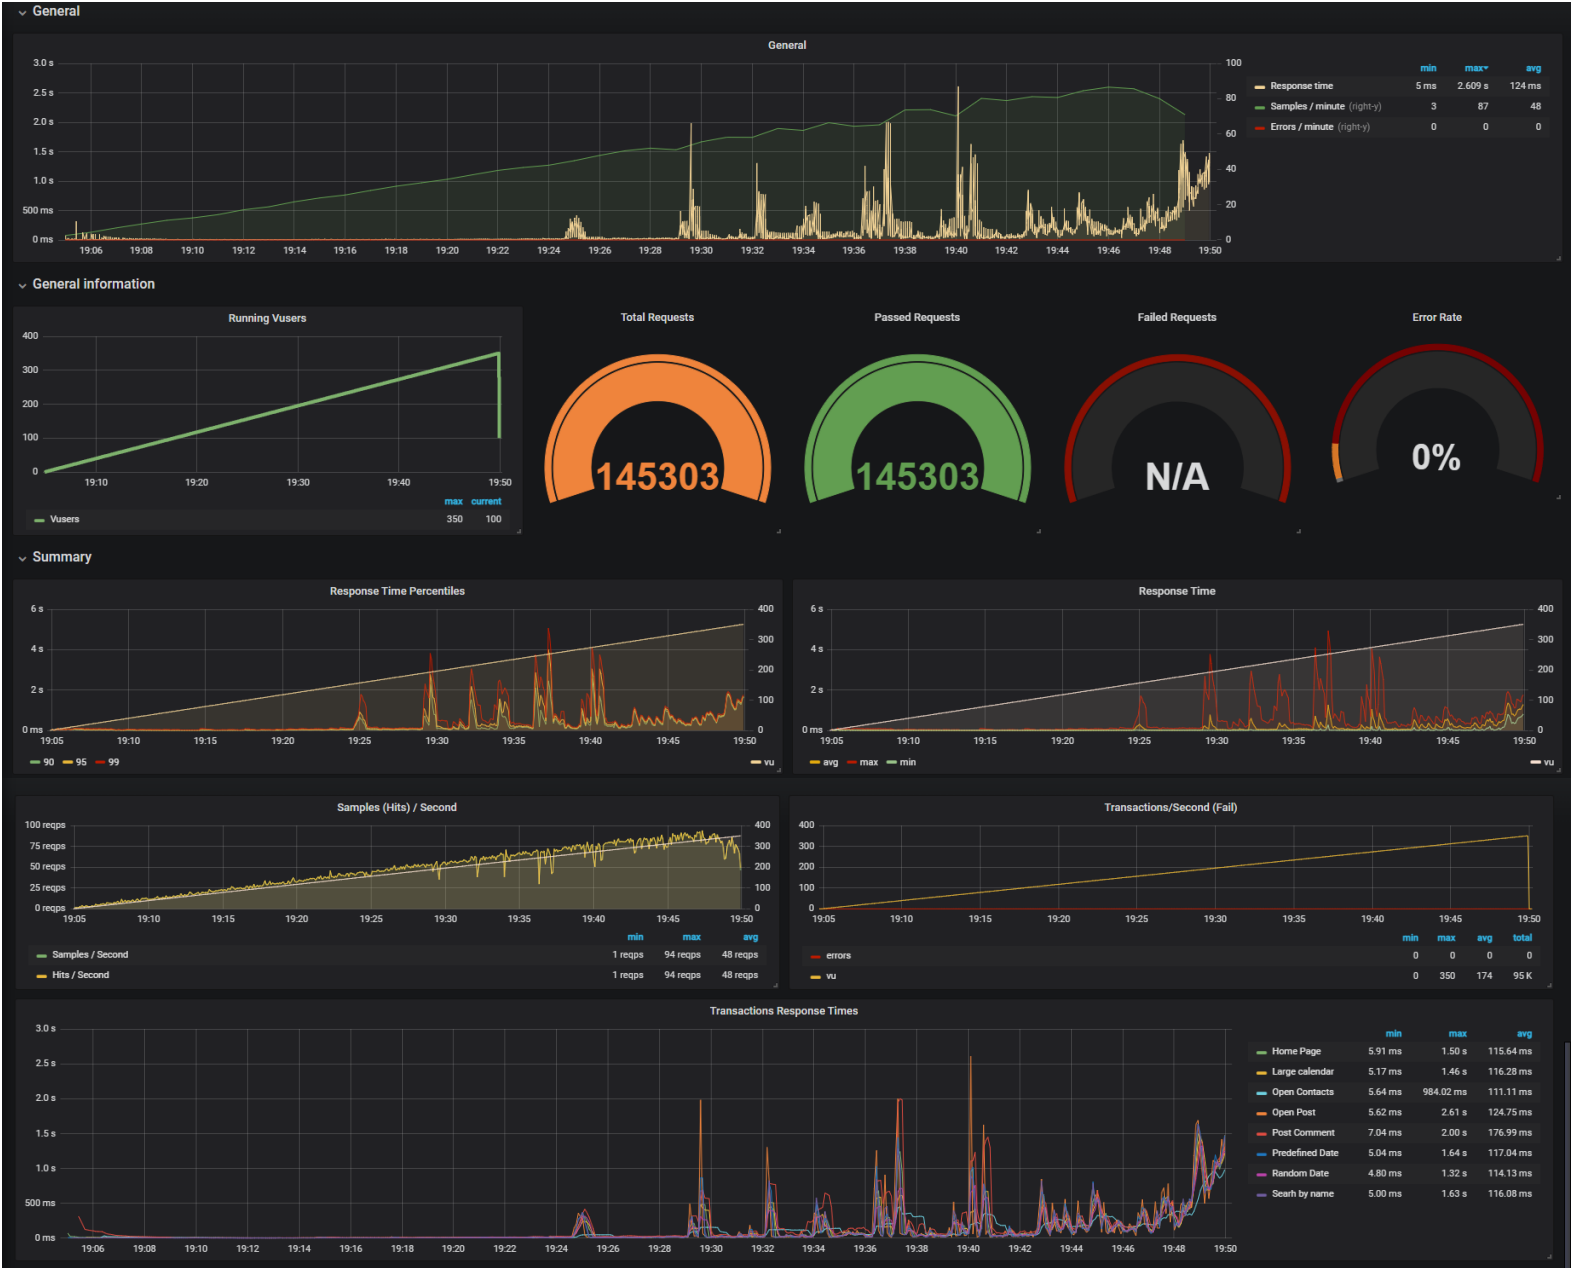 General
General
3.0 s
2.5 s
2.0 s
1.5 s
1.0 s
500 ms
0 ms
100
80
60
40
20
0
19:06 19:08 19:10 19:12 19:14 19:16 19:18 19:20 19:22 19:24 19:26 19:28 19:30 19:32 19:34 19:36 19:38 19:40 19:42 19:44 19:46 19:48 19:50
min max avg
Response time 5 ms 2.609 s 124 ms
Samples / minute (right-y) 3 87 48
Errors / minute (right-y) 0 0 0
General information
Running Vusers
400
300
200
100
0
19:10 19:20 19:30 19:40 19:50
max current
Vusers 350 100
Total Requests
145303
Passed Requests
145303
Failed Requests
N/A
Error Rate
0%
Summary
Response Time Percentiles
6 s
4 s
2 s
0 ms
400
300
200
100
0
19:05 19:10 19:15 19:20 19:25 19:30 19:35 19:40 19:45 19:50
90 95 99 vu
Response Time
6 s
4 s
2 s
0 ms
400
300
200
100
0
19:05 19:10 19:15 19:20 19:25 19:30 19:35 19:40 19:45 19:50
avg max min vu
Samples (Hits) / Second
100 reqps
75 reqps
50 reqps
25 reqps
0 reqps
400
300
200
100
0
19:05 19:10 19:15 19:20 19:25 19:30 19:35 19:40 19:45 19:50
min max avg
Samples / Second 1 reqps 94 reqps 48 reqps
Hits / Second 1 reqps 94 reqps 48 reqps
Transactions/Second (Fail)
400
300
200
100
0
19:05 19:10 19:15 19:20 19:25 19:30 19:35 19:40 19:45 19:50
min max avg total
errors 0 0 0 0
vu 0 350 174 95 K
Transactions Response Times
3.0 s
2.5 s
2.0 s
1.5 s
1.0 s
500 ms
0 ms
19:06 19:08 19:10 19:12 19:14 19:16 19:18 19:20 19:22 19:24 19:26 19:28 19:30 19:32 19:34 19:36 19:38 19:40 19:42 19:44 19:46 19:48 19:50
min max avg
Home Page 5.91 ms 1.50 s 115.64 ms
Large calendar 5.17 ms 1.46 s 116.28 ms
Open Contacts 5.64 ms 984.02 ms 111.11 ms
Open Post 5.62 ms 2.61 s 124.75 ms
Post Comment 7.04 ms 2.00 s 176.99 ms
Predefined Date 5.04 ms 1.64 s 117.04 ms
Random Date 4.80 ms 1.32 s 114.13 ms
Searh by name 5.00 ms 1.63 s 116.08 ms